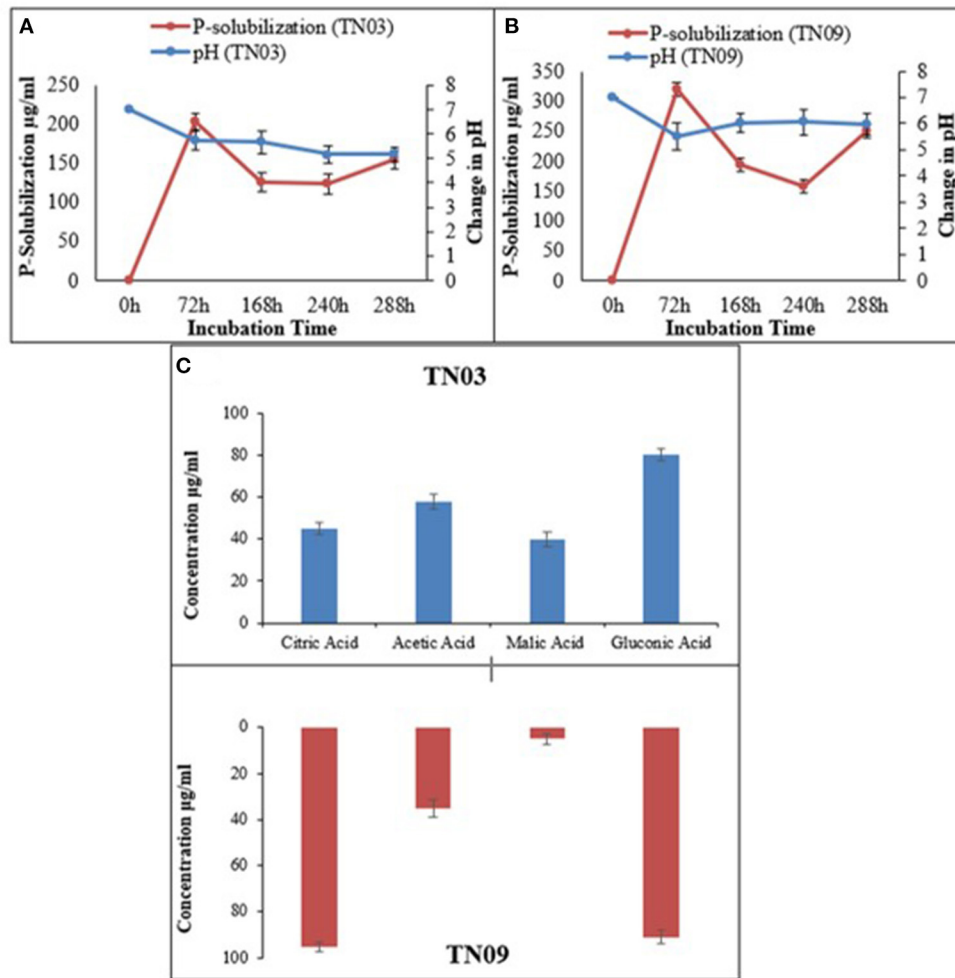 A
P-solubilization (TN03)
pH (TN03)
P-Solubilization µg/ml
250
200
150
100
50
0
8
7
6
5
4
3
2
1
0
Change in pH
0h 72h 168h 240h 288h
Incubation Time
B
P-solubilization (TN09)
pH (TN09)
P-Solubilization µg/ml
350
300
250
200
150
100
50
0
8
7
6
5
4
3
2
1
0
Change in pH
0h 72h 168h 240h 288h
Incubation Time
C
TN03
Concentration µg/ml
100
80
60
40
20
0
Citric Acid Acetic Acid Malic Acid Gluconic Acid
Concentration µg/ml
0
20
40
60
80
100
TN09